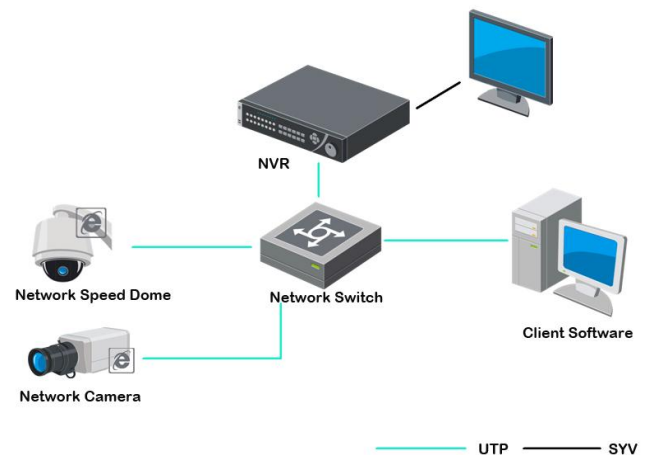 NVR
Network Speed Dome
Network Switch
Client Software
Network Camera
UTP
SYV